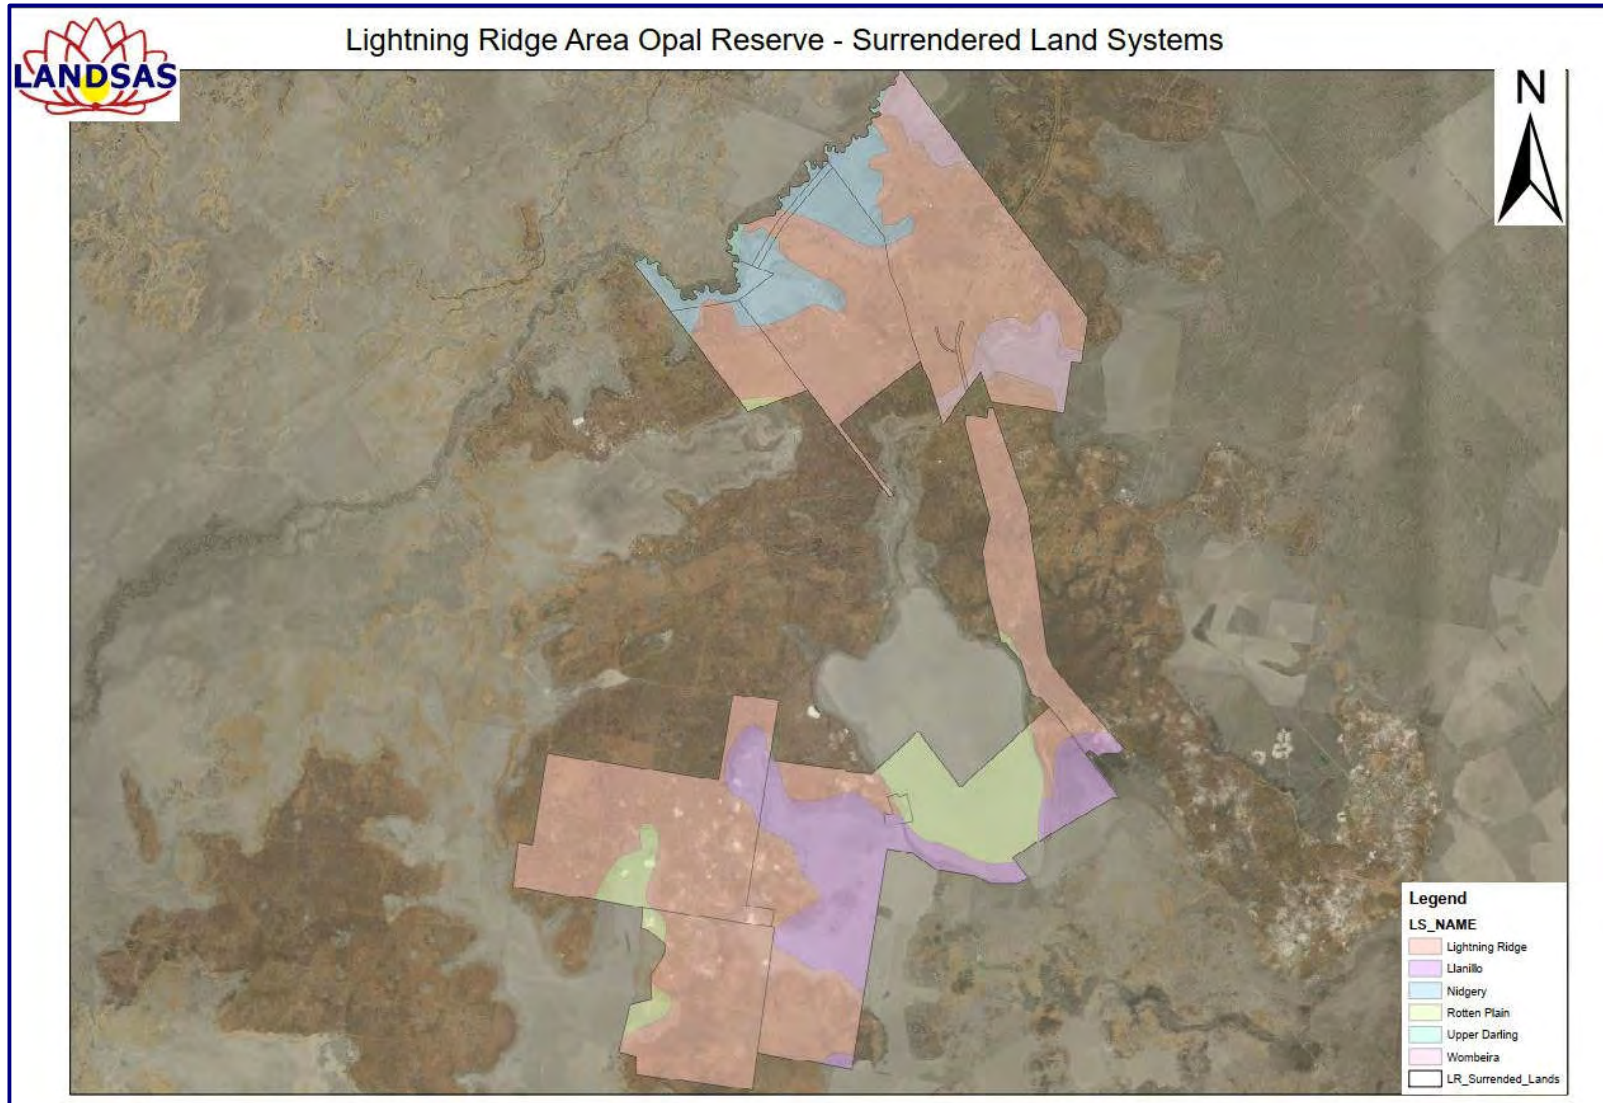 Lightning Ridge Area Opal Reserve - Surrendered Land Systems
LANDSAS
N
Legend
LS_NAME
Lightning Ridge
Llanillo
Nidgery
Rotten Plain
Upper Darling
Wombeira
LR_Surrended_Lands